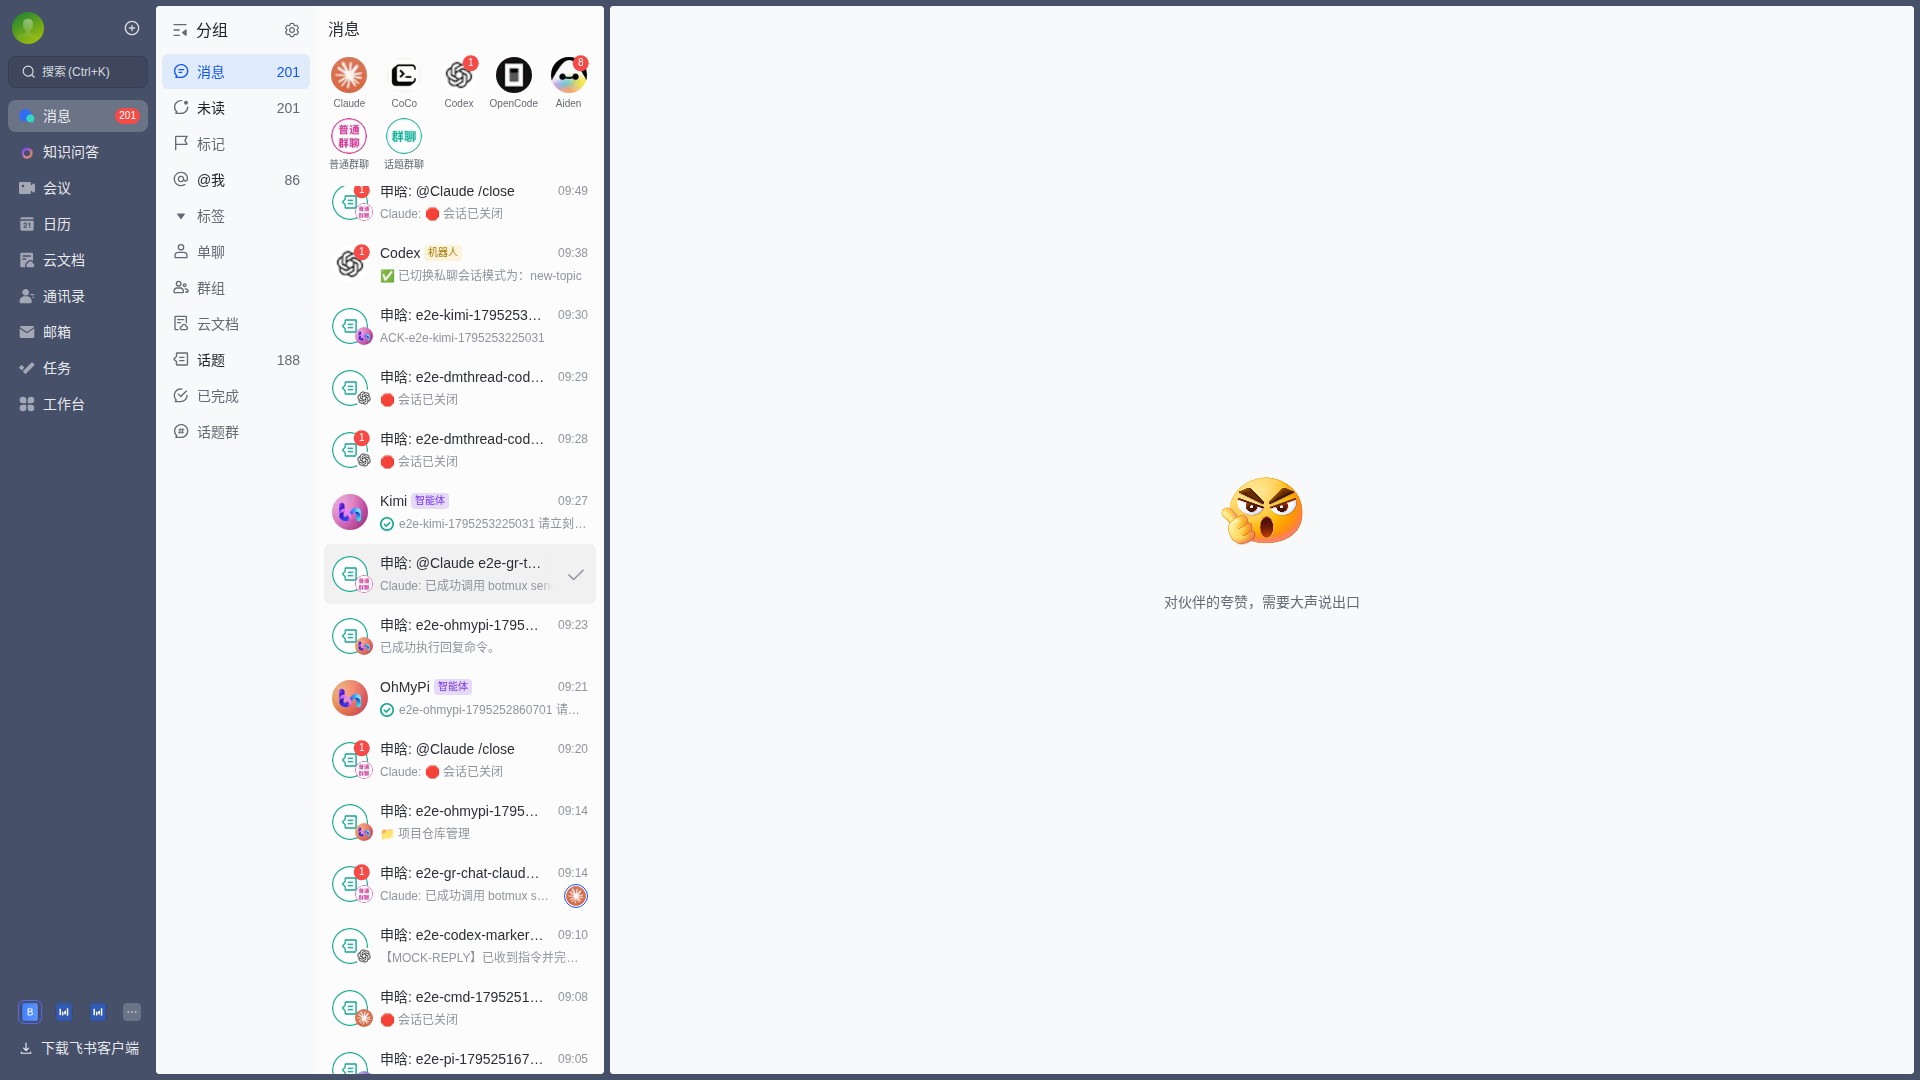 搜索 (Ctrl+K)
消息
201
知识问答
会议
日历
云文档
通讯录
邮箱
任务
工作台
下载飞书客户端
分组
消息
201
未读
201
标记
@我
86
标签
单聊
群组
云文档
话题
188
已完成
话题群
消息
Claude
CoCo
1
Codex
OpenCode
8
Aiden
普通群聊
普通群聊
群聊
话题群聊
1
申晗: @Claude /close
09:49
Claude: 🛑 会话已关闭
1
Codex 机器人
09:38
✅ 已切换私聊会话模式为：new-topic
申晗: e2e-kimi-1795253...
09:30
ACK-e2e-kimi-1795253225031
申晗: e2e-dmthread-cod...
09:29
🛑 会话已关闭
1
申晗: e2e-dmthread-cod...
09:28
🛑 会话已关闭
Kimi 智能体
09:27
e2e-kimi-1795253225031 请立刻...
申晗: @Claude e2e-gr-t...
Claude: 已成功调用 botmux sen
申晗: e2e-ohmypi-1795...
09:23
已成功执行回复命令。
OhMyPi 智能体
09:21
e2e-ohmypi-1795252860701 请...
1
申晗: @Claude /close
09:20
Claude: 🛑 会话已关闭
申晗: e2e-ohmypi-1795...
09:14
📁 项目仓库管理
1
申晗: e2e-gr-chat-claud...
09:14
Claude: 已成功调用 botmux s...
申晗: e2e-codex-marker...
09:10
【MOCK-REPLY】已收到指令并完...
申晗: e2e-cmd-1795251...
09:08
🛑 会话已关闭
申晗: e2e-pi-179525167...
09:05
对伙伴的夸赞，需要大声说出口